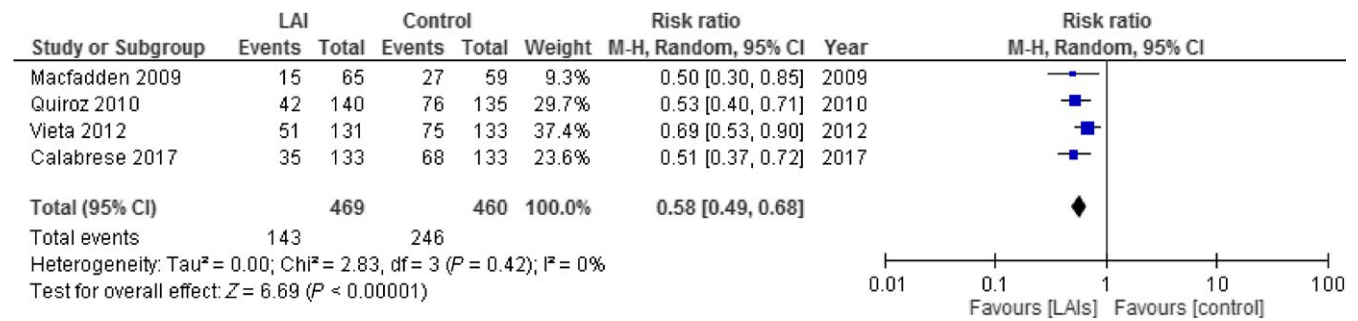 LAI Control Risk ratio Risk ratio
Study or Subgroup Events Total Events Total Weight M-H, Random, 95% CI Year M-H, Random, 95% CI
Macfadden 2009 15 65 27 59 9.3% 0.50 [0.30, 0.85] 2009
Quiroz 2010 42 140 76 135 29.7% 0.53 [0.40, 0.71] 2010
Vieta 2012 51 131 75 133 37.4% 0.69 [0.53, 0.90] 2012
Calabrese 2017 35 133 68 133 23.6% 0.51 [0.37, 0.72] 2017
Total (95% CI) 469 460 100.0% 0.58 [0.49, 0.68]
Total events 143 246
Heterogeneity: Tau² = 0.00; Chi² = 2.83, df = 3 (P = 0.42); I² = 0%
Test for overall effect: Z = 6.69 (P < 0.00001)
0.01 0.1 1 10 100
Favours [LAIs] Favours [control]